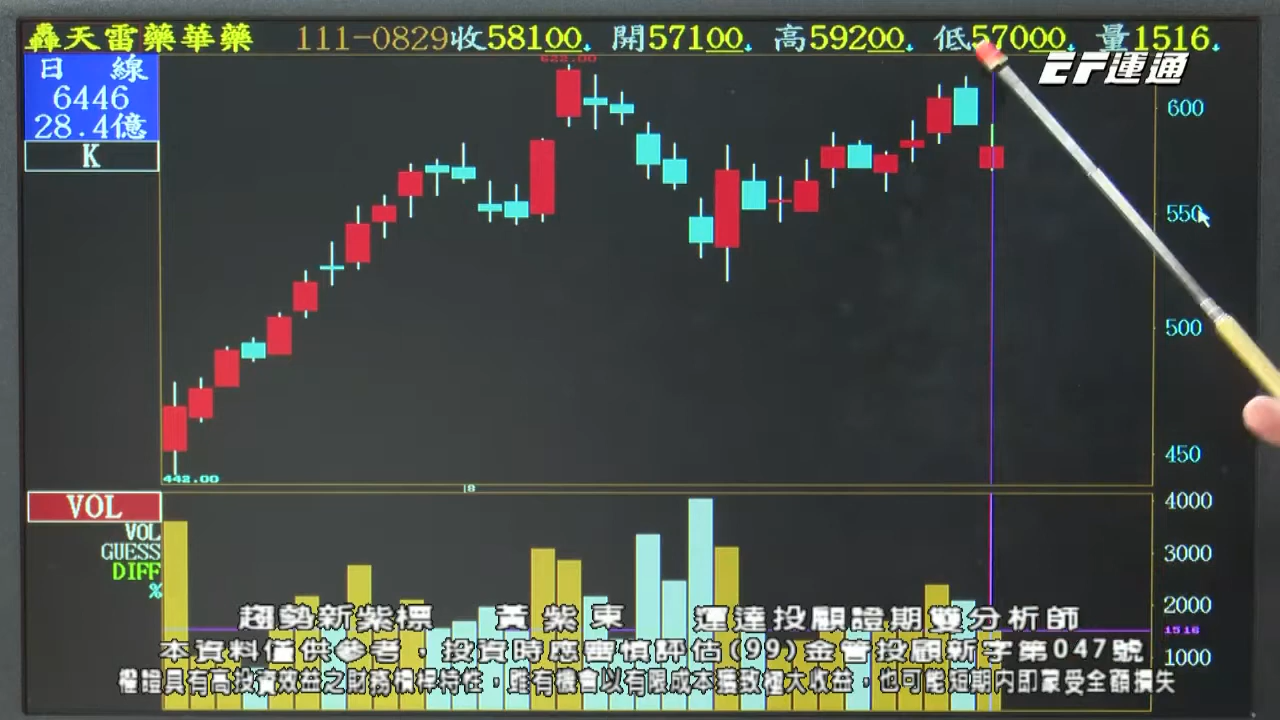 轟天雷藥華藥 111-0829收58100 開57100 高59200 低57000 量1516
EF運通
日 線
6446
28.4億
K
622.00
600
550
500
450
442.00
8
VOL
VOL
GUESS
DIFF
%
4000
3000
2000
1516
1000
趨勢新紫標 黃紫東 運達投顧證期雙分析師
本資料僅供參考，投資時應審慎評估(99)金管投顧新字第047號
權證具有高投資效益之財務槓桿特性，雖有機會以有限成本獲致極大收益，也可能短期內即蒙受全額損失